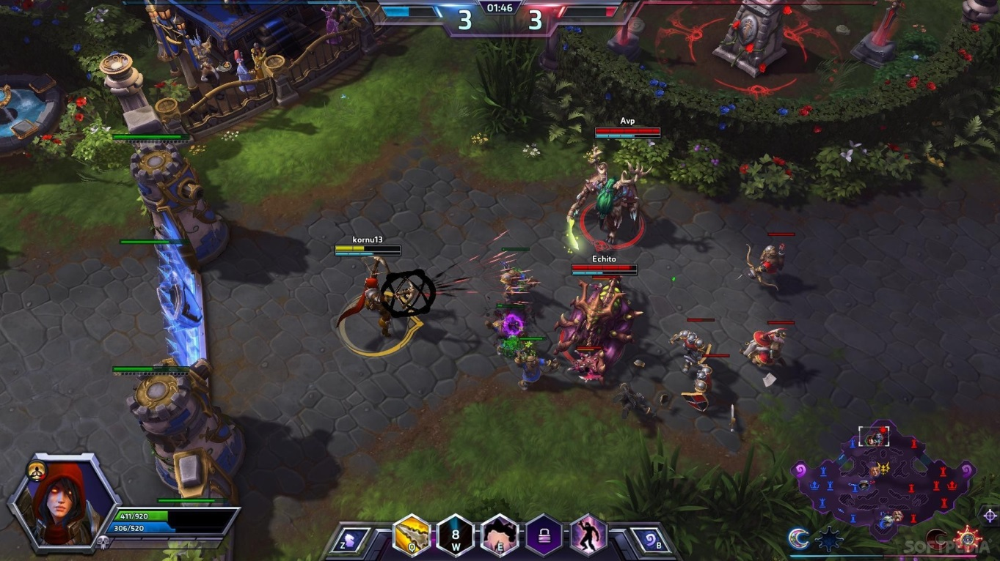 01:46
3 3
Avp
kornu13
Echito
411/920
306/520
Z Q 8 W E B
SOFTPEDIA